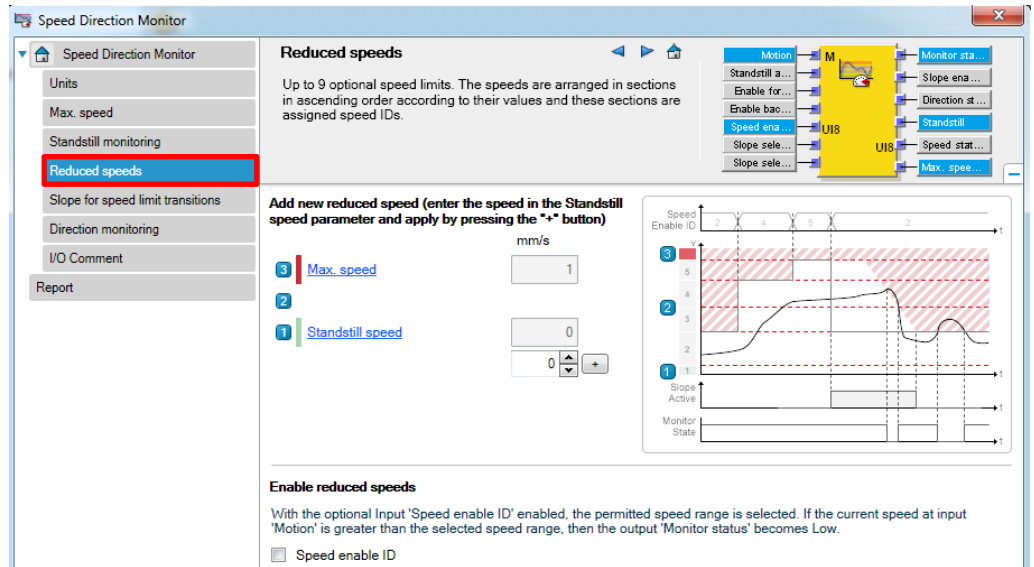 Speed Direction Monitor
Speed Direction Monitor
Units
Max. speed
Standstill monitoring
Reduced speeds
Slope for speed limit transitions
Direction monitoring
I/O Comment
Report
Reduced speeds
Up to 9 optional speed limits. The speeds are arranged in sections
in ascending order according to their values and these sections are
assigned speed IDs.
Motion
Standstill a...
Enable for...
Enable bac...
Speed ena ...
Slope sele...
Slope sele...
M
UI8
UI8
Monitor sta...
Slope ena ...
Direction st ...
Standstill
Speed stat...
Max. spee...
Add new reduced speed (enter the speed in the Standstill
speed parameter and apply by pressing the "+" button)
mm/s
3 Max. speed 1
2
1 Standstill speed 0
0 +
Speed
Enable ID
2 4 5 2
t
v
3
5
4
2
3
2
1 1
t
Slope
Active
t
Monitor
State
t
Enable reduced speeds
With the optional Input 'Speed enable ID' enabled, the permitted speed range is selected. If the current speed at input
'Motion' is greater than the selected speed range, then the output 'Monitor status' becomes Low.
Speed enable ID